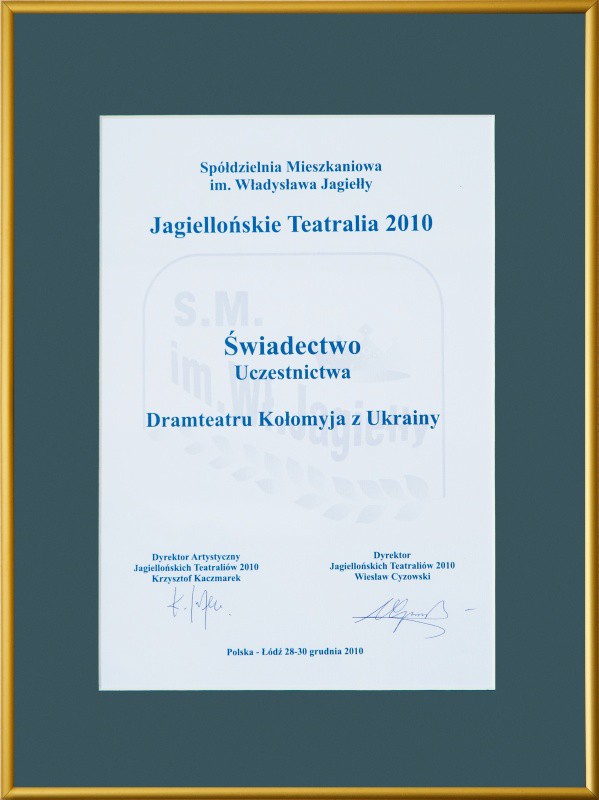 Spółdzielnia Mieszkaniowa
im. Władysława Jagiełły
Jagiellońskie Teatralia 2010
S.M.
im. Wł. Jagiełły
Świadectwo
Uczestnictwa
Dramteatru Kołomyja z Ukrainy
Dyrektor Artystyczny
Jagiellońskich Teatraliów 2010
Krzysztof Kaczmarek
Dyrektor
Jagiellońskich Teatraliów 2010
Wiesław Cyzowski
Polska - Łódź 28-30 grudnia 2010